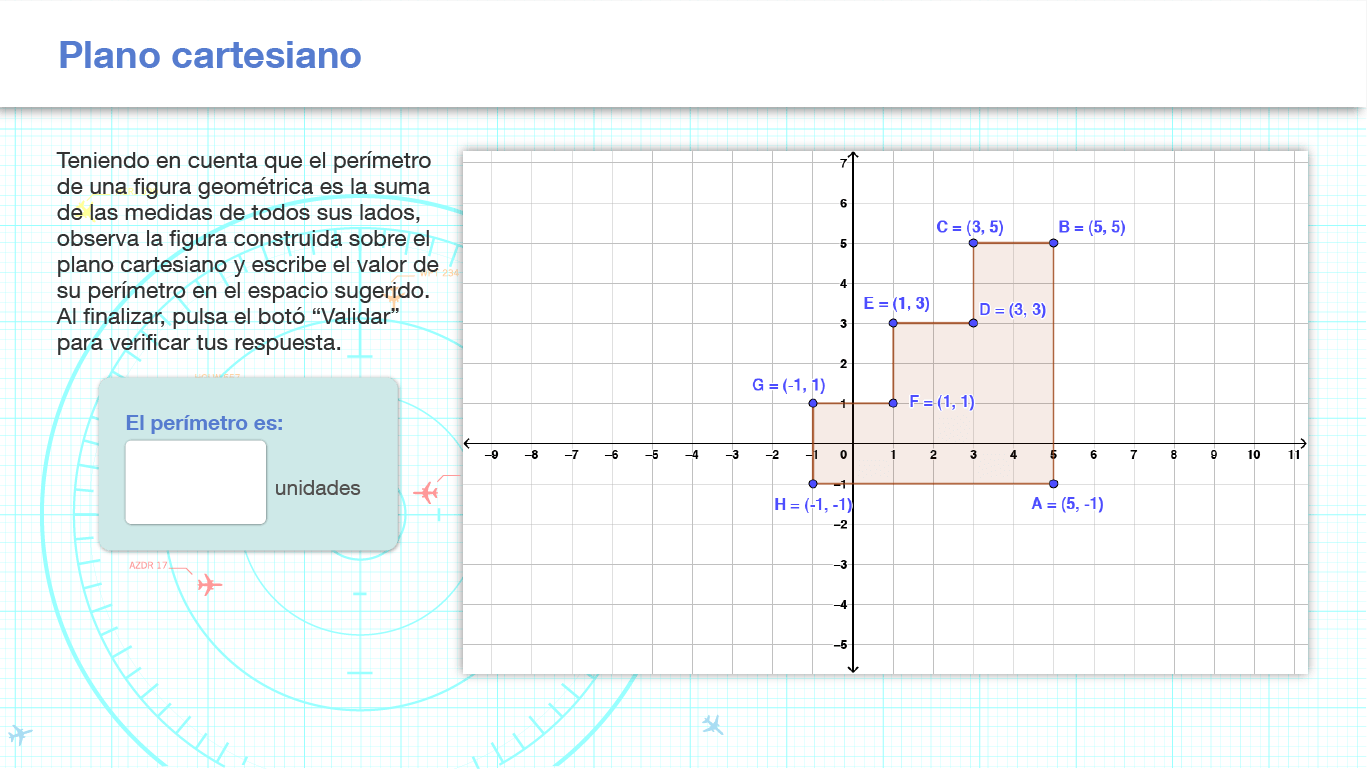 Plano cartesiano
Teniendo en cuenta que el perímetro
de una figura geométrica es la suma
de las medidas de todos sus lados,
observa la figura construida sobre el
plano cartesiano y escribe el valor de
su perímetro en el espacio sugerido.
Al finalizar, pulsa el botó “Validar”
para verificar tus respuesta.
El perímetro es:
unidades
AZDR 17
7
6
C = (3, 5)
B = (5, 5)
5
4
E = (1, 3)
D = (3, 3)
3
2
G = (-1, 1)
1
F = (1, 1)
–9 –8 –7 –6 –5 –4 –3 –2 –1 0 1 2 3 4 5 6 7 8 9 10 11
–1
H = (-1, -1)
A = (5, -1)
–2
–3
–4
–5